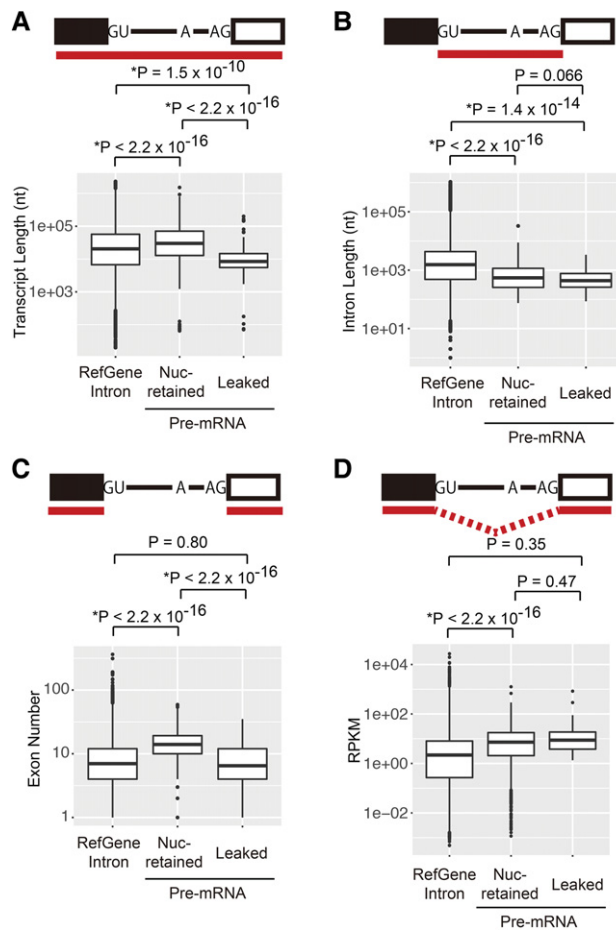 A
GU A AG
*P = 1.5 x 10-10
*P < 2.2 x 10-16
*P < 2.2 x 10-16
Transcript Length (nt)
1e+05
1e+03
RefGene Intron
Nuc-retained
Leaked
Pre-mRNA
B
GU A AG
P = 0.066
*P = 1.4 x 10-14
*P < 2.2 x 10-16
Intron Length (nt)
1e+05
1e+03
1e+01
RefGene Intron
Nuc-retained
Leaked
Pre-mRNA
C
GU A AG
P = 0.80
*P < 2.2 x 10-16
*P < 2.2 x 10-16
Exon Number
100
10
1
RefGene Intron
Nuc-retained
Leaked
Pre-mRNA
D
GU A AG
P = 0.35
P = 0.47
*P < 2.2 x 10-16
RPKM
1e+04
1e+02
1e+00
1e-02
RefGene Intron
Nuc-retained
Leaked
Pre-mRNA